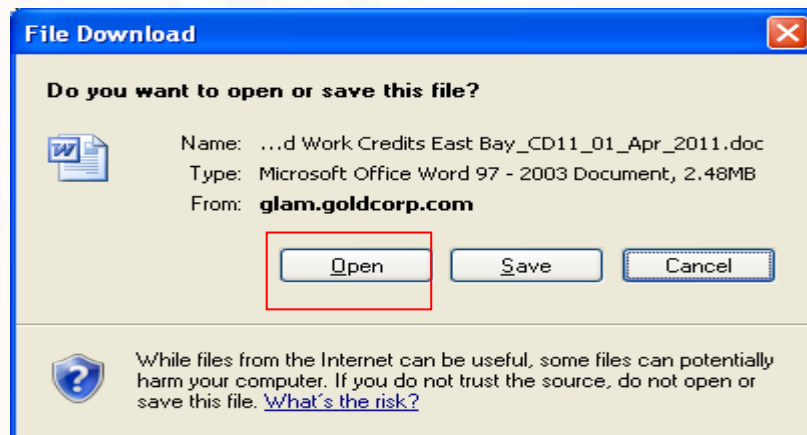 File Download
Do you want to open or save this file?
Name: ...d Work Credits East Bay_CD11_01_Apr_2011.doc
Type: Microsoft Office Word 97 - 2003 Document, 2.48MB
From: glam.goldcorp.com
Open Save Cancel
While files from the Internet can be useful, some files can potentially
harm your computer. If you do not trust the source, do not open or
save this file. What's the risk?